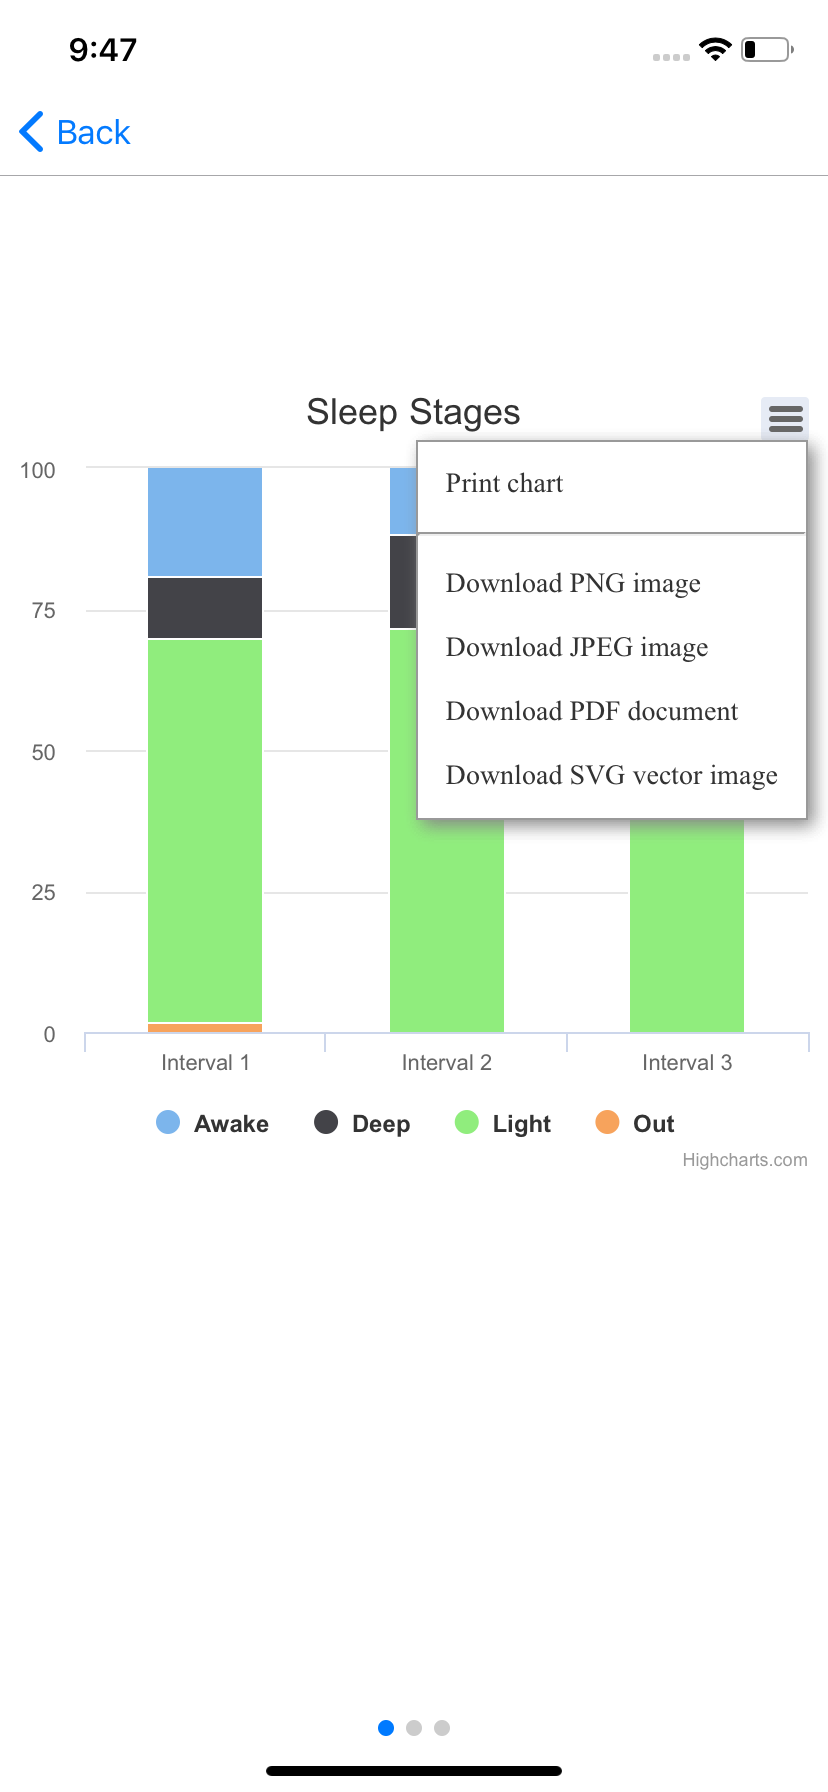 9:47
Back
Sleep Stages
Print chart
Download PNG image
Download JPEG image
Download PDF document
Download SVG vector image
100
75
50
25
0
Interval 1 Interval 2 Interval 3
Awake Deep Light Out
Highcharts.com